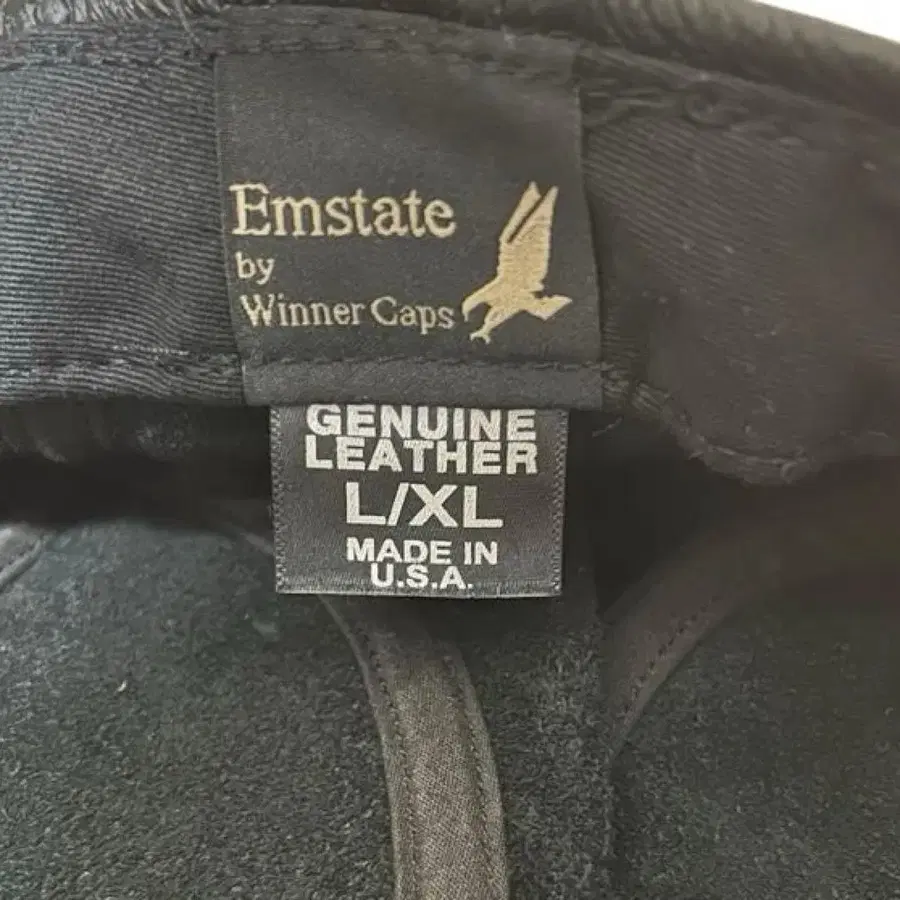 Emstate
by
Winner Caps
GENUINE
LEATHER
L/XL
MADE IN
U.S.A.